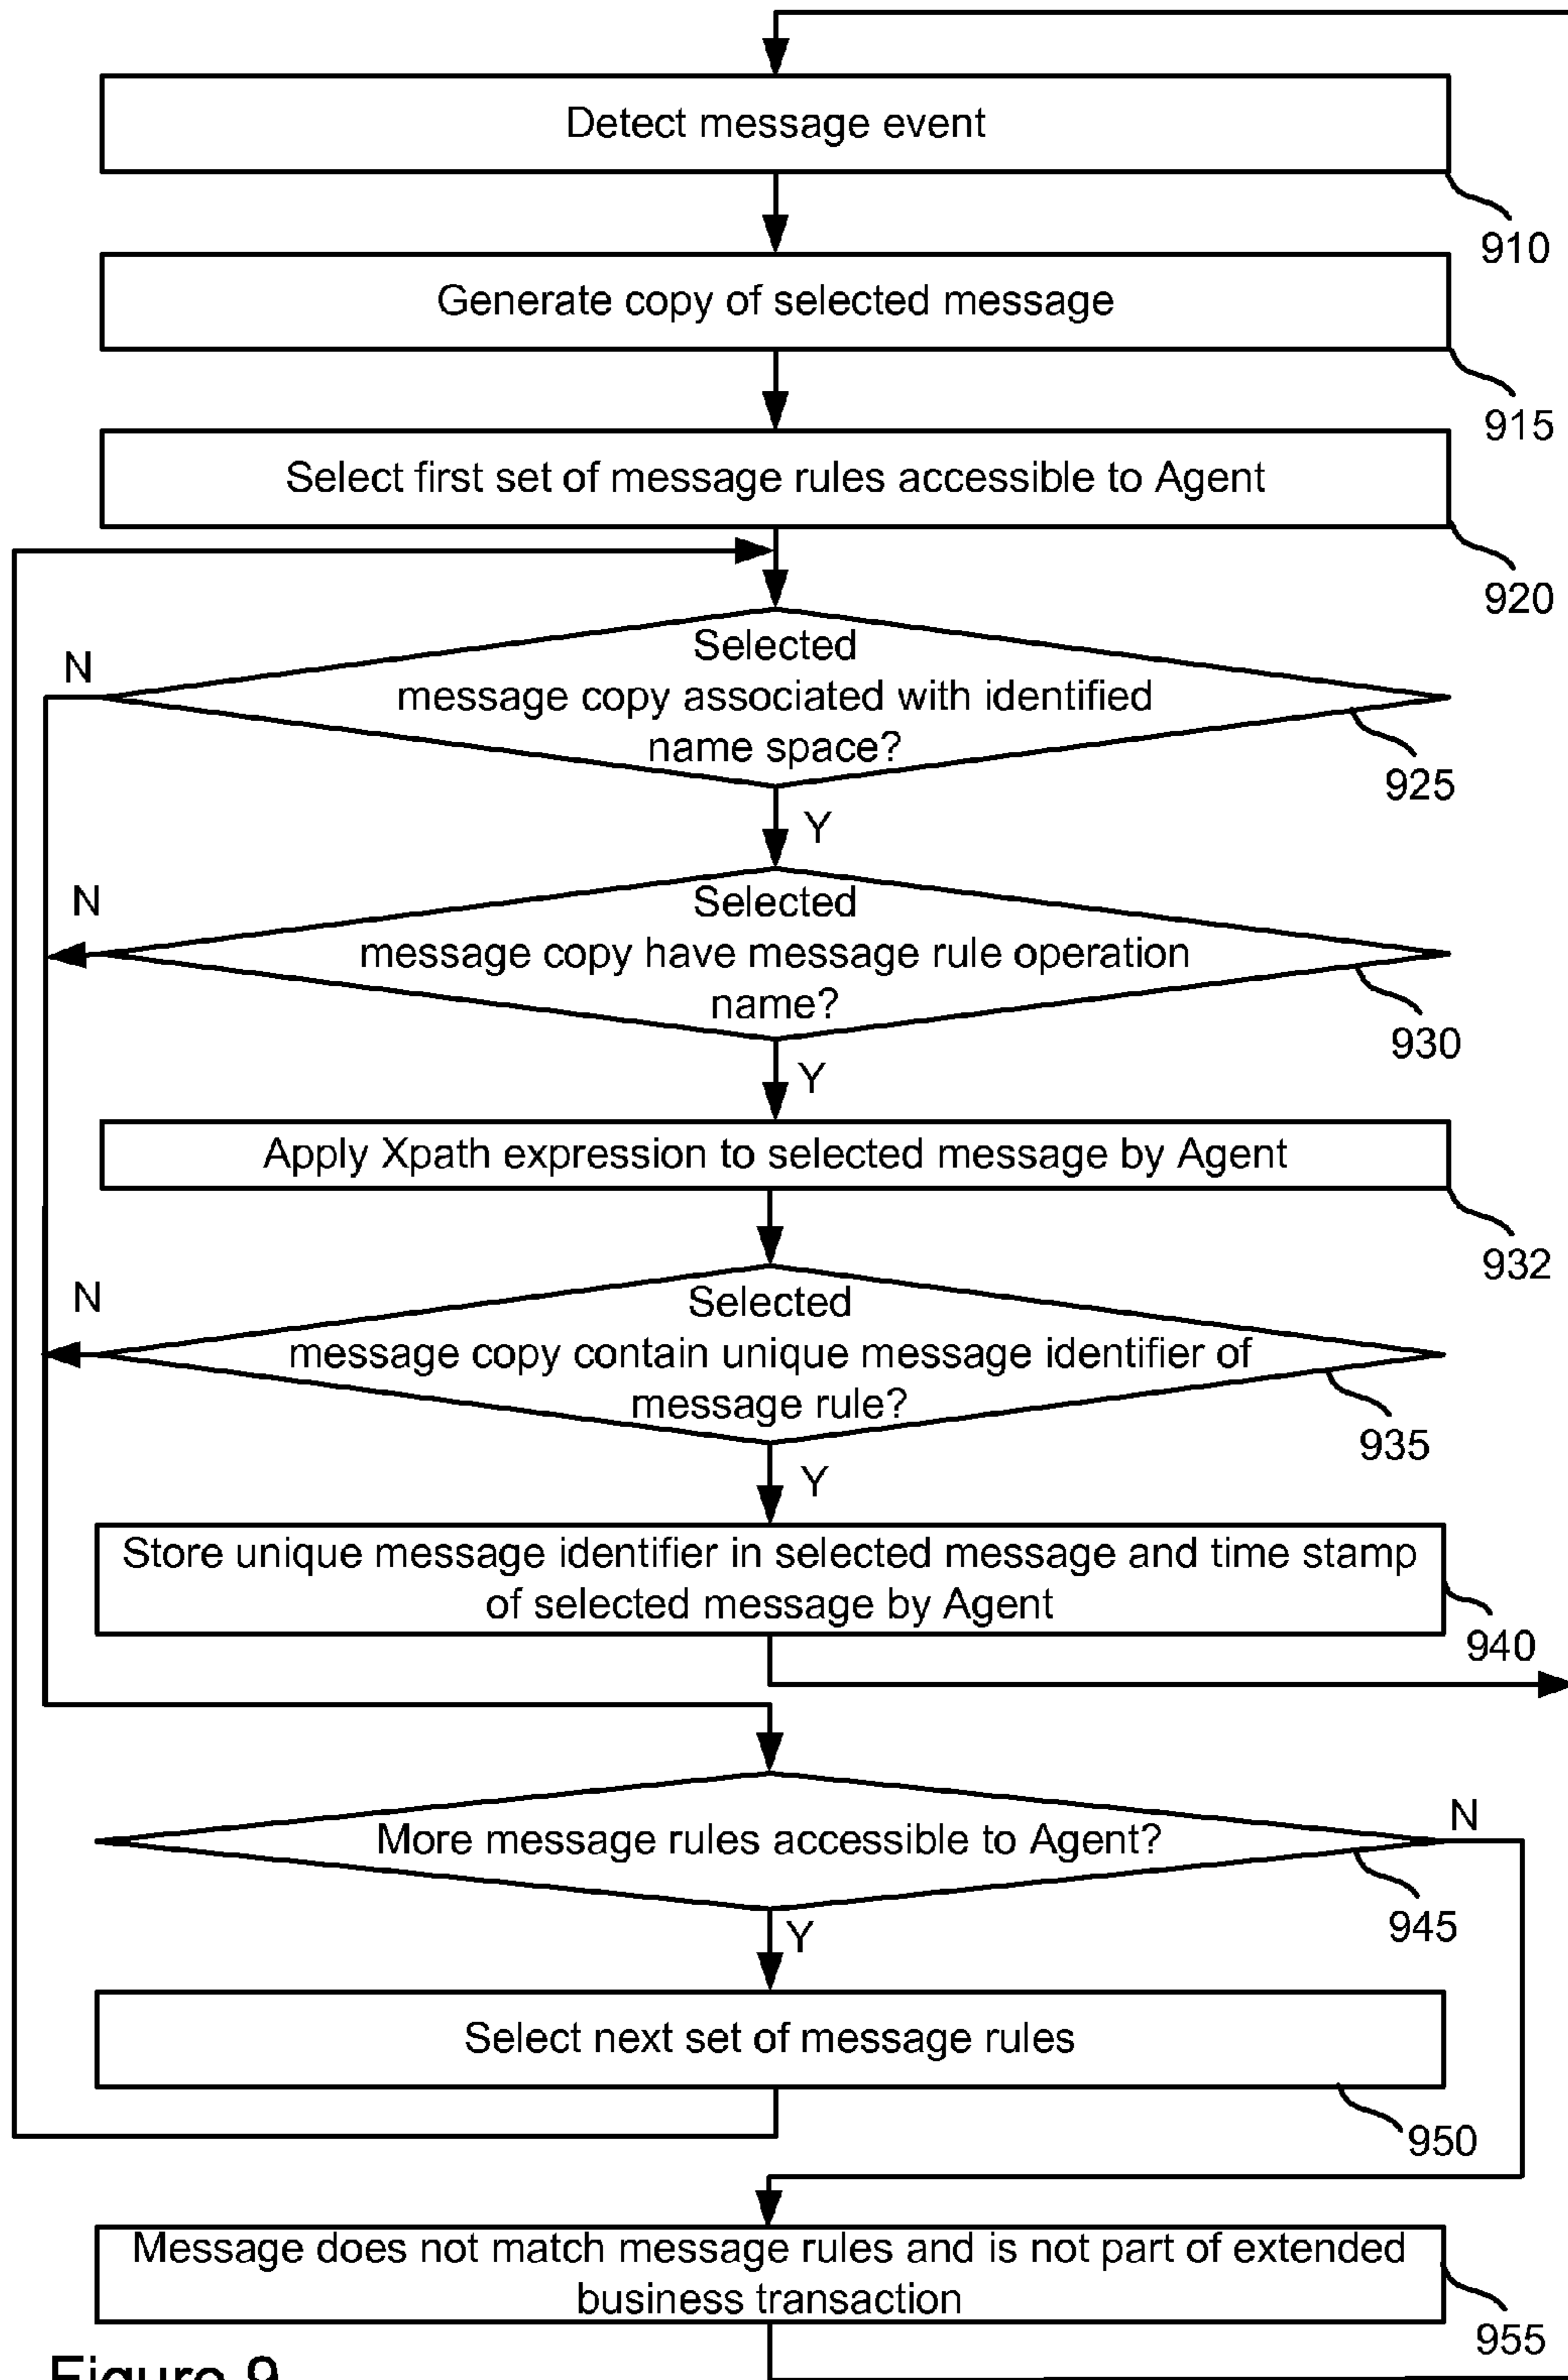 Detect message event
910
Generate copy of selected message
915
Select first set of message rules accessible to Agent
920
N
Selected
message copy associated with identified
name space?
925
Y
N
Selected
message copy have message rule operation
name?
930
Y
Apply Xpath expression to selected message by Agent
932
N
Selected
message copy contain unique message identifier of
message rule?
935
Y
Store unique message identifier in selected message and time stamp
of selected message by Agent
940
More message rules accessible to Agent?
N
945
Y
Select next set of message rules
950
Message does not match message rules and is not part of extended
business transaction
955
Figure 9